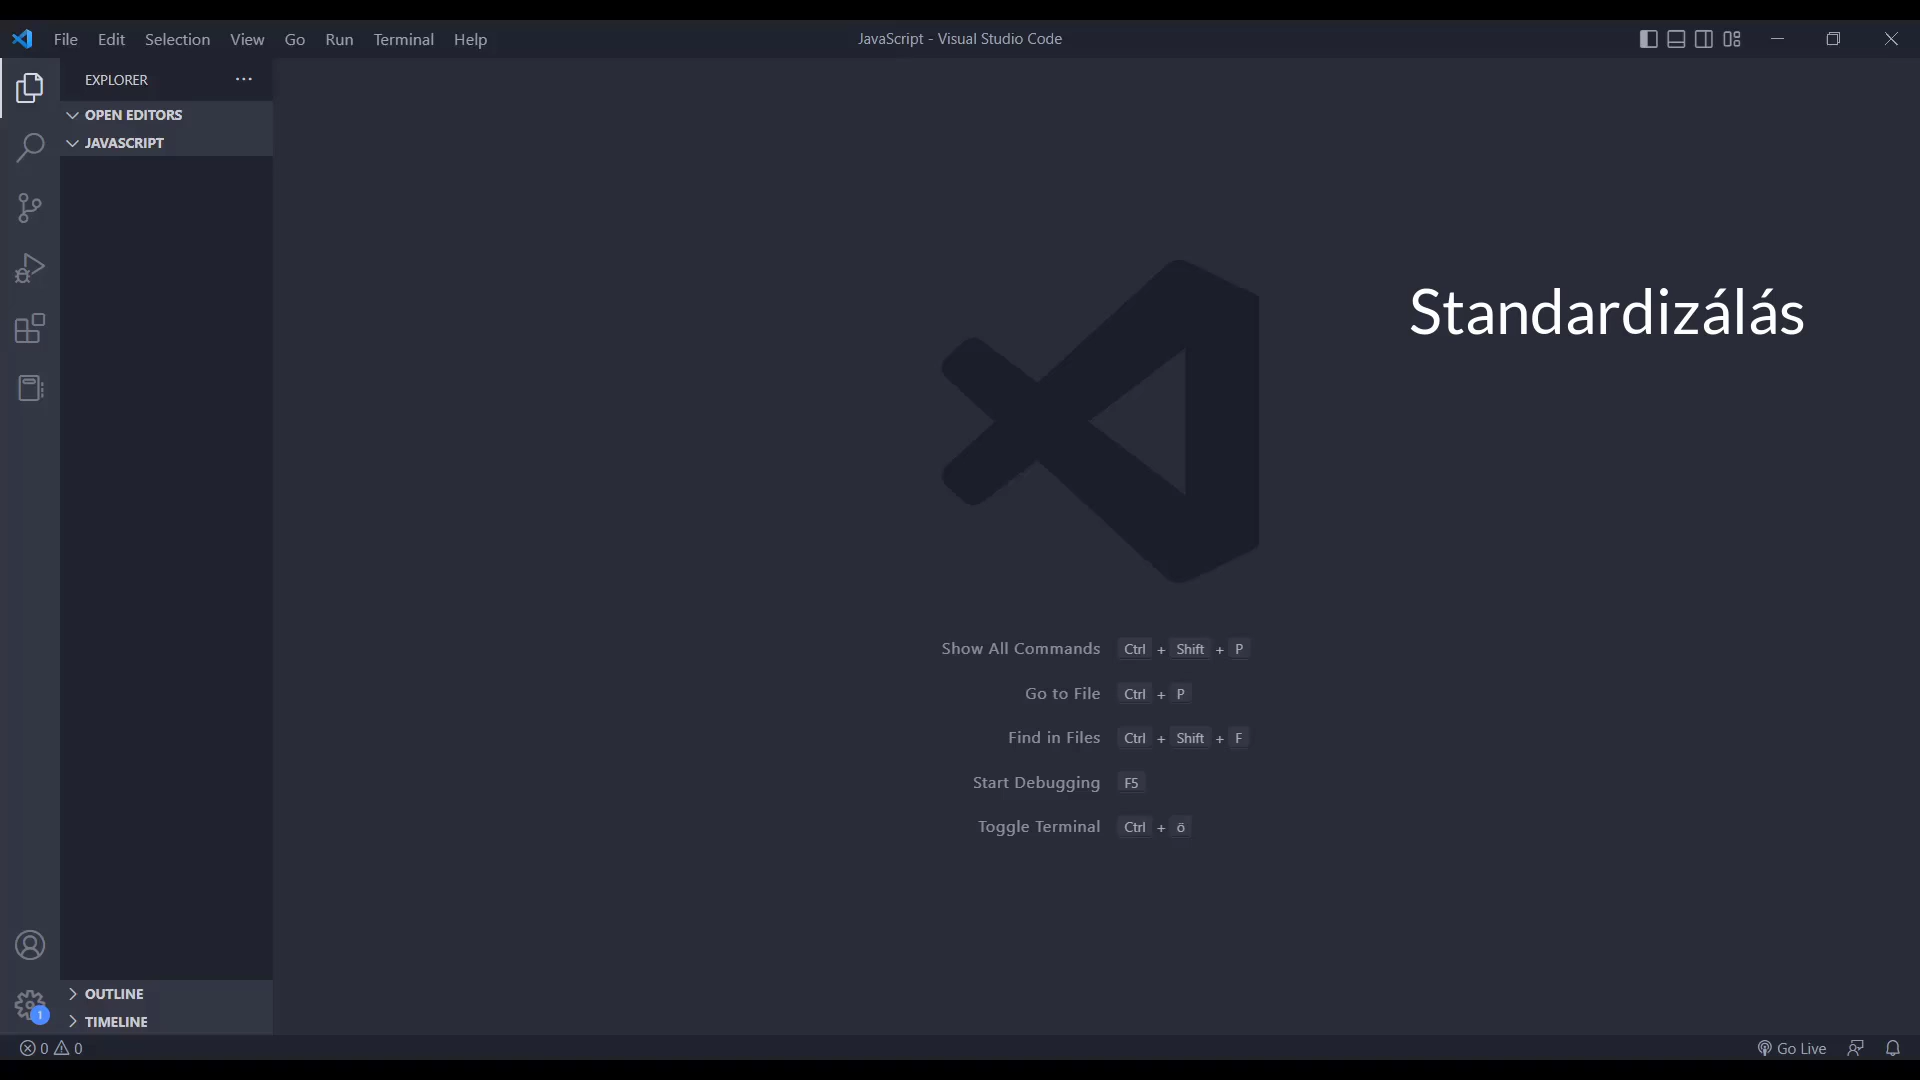 File Edit Selection View Go Run Terminal Help
JavaScript - Visual Studio Code
EXPLORER
OPEN EDITORS
JAVASCRIPT
Standardizálás
Show All Commands Ctrl + Shift + P
Go to File Ctrl + P
Find in Files Ctrl + Shift + F
Start Debugging F5
Toggle Terminal Ctrl + ö
OUTLINE
1
TIMELINE
0 0
Go Live